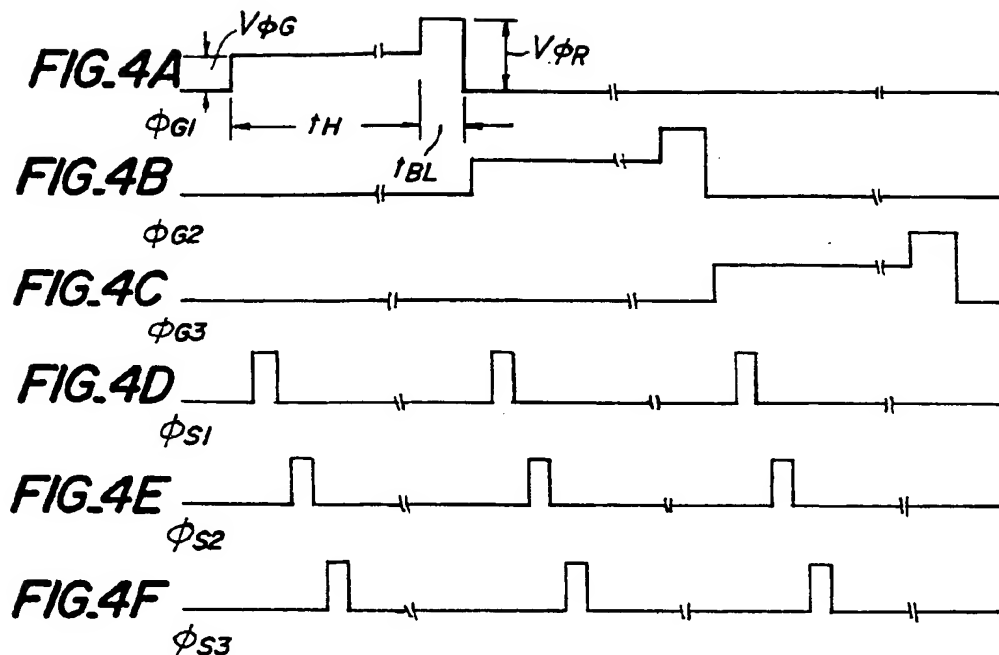 VφG
FIG.4A
VφR
φG1
tH
tBL
FIG.4B
φG2
FIG.4C
φG3
FIG.4D
φS1
FIG.4E
φS2
FIG.4F
φS3